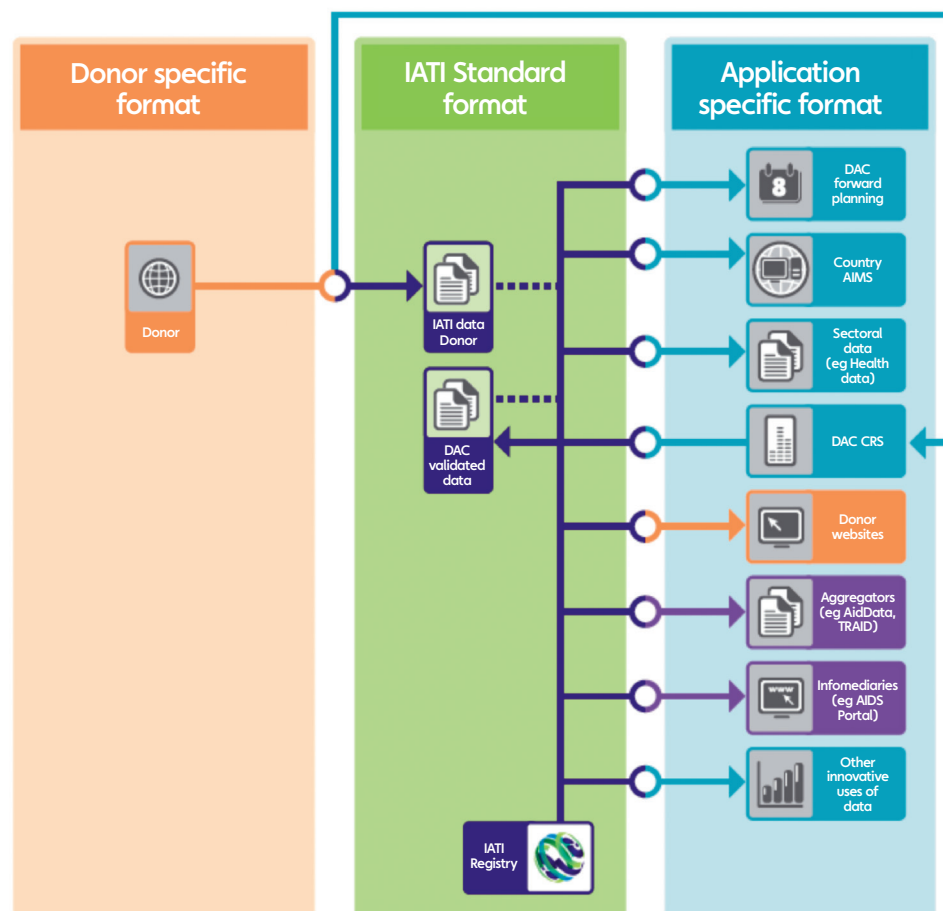 Donor specific
format
IATI Standard
format
Application
specific format
Donor
IATI data
Donor
DAC
validated
data
IATI
Registry
8
DAC
forward
planning
Country
AIMS
Sectoral
data
(eg Health
data)
DAC CRS
Donor
websites
Aggregators
(eg AidData,
TRAID)
www
Infomediaries
(eg AIDS
Portal)
Other
innovative
uses of
data